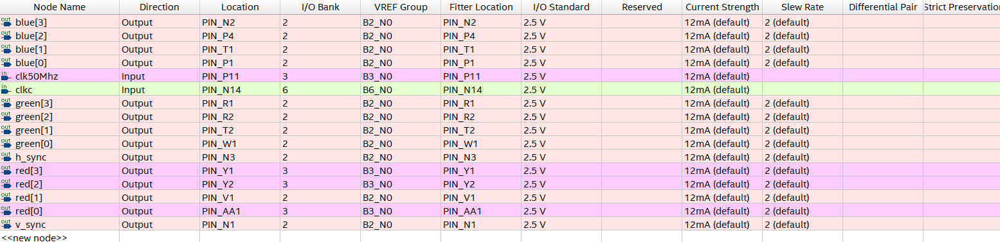 Node Name Direction Location I/O Bank VREF Group Fitter Location I/O Standard Reserved Current Strength Slew Rate Differential Pair Strict Preservation
out blue[3] Output PIN_N2 2 B2_N0 PIN_N2 2.5 V 12mA (default) 2 (default)
out blue[2] Output PIN_P4 2 B2_N0 PIN_P4 2.5 V 12mA (default) 2 (default)
out blue[1] Output PIN_T1 2 B2_N0 PIN_T1 2.5 V 12mA (default) 2 (default)
out blue[0] Output PIN_P1 2 B2_N0 PIN_P1 2.5 V 12mA (default) 2 (default)
in clk50Mhz Input PIN_P11 3 B3_N0 PIN_P11 2.5 V 12mA (default)
in clkc Input PIN_N14 6 B6_N0 PIN_N14 2.5 V 12mA (default)
out green[3] Output PIN_R1 2 B2_N0 PIN_R1 2.5 V 12mA (default) 2 (default)
out green[2] Output PIN_R2 2 B2_N0 PIN_R2 2.5 V 12mA (default) 2 (default)
out green[1] Output PIN_T2 2 B2_N0 PIN_T2 2.5 V 12mA (default) 2 (default)
out green[0] Output PIN_W1 2 B2_N0 PIN_W1 2.5 V 12mA (default) 2 (default)
out h_sync Output PIN_N3 2 B2_N0 PIN_N3 2.5 V 12mA (default) 2 (default)
out red[3] Output PIN_Y1 3 B3_N0 PIN_Y1 2.5 V 12mA (default) 2 (default)
out red[2] Output PIN_Y2 3 B3_N0 PIN_Y2 2.5 V 12mA (default) 2 (default)
out red[1] Output PIN_V1 2 B2_N0 PIN_V1 2.5 V 12mA (default) 2 (default)
out red[0] Output PIN_AA1 3 B3_N0 PIN_AA1 2.5 V 12mA (default) 2 (default)
out v_sync Output PIN_N1 2 B2_N0 PIN_N1 2.5 V 12mA (default) 2 (default)
<<new node>>